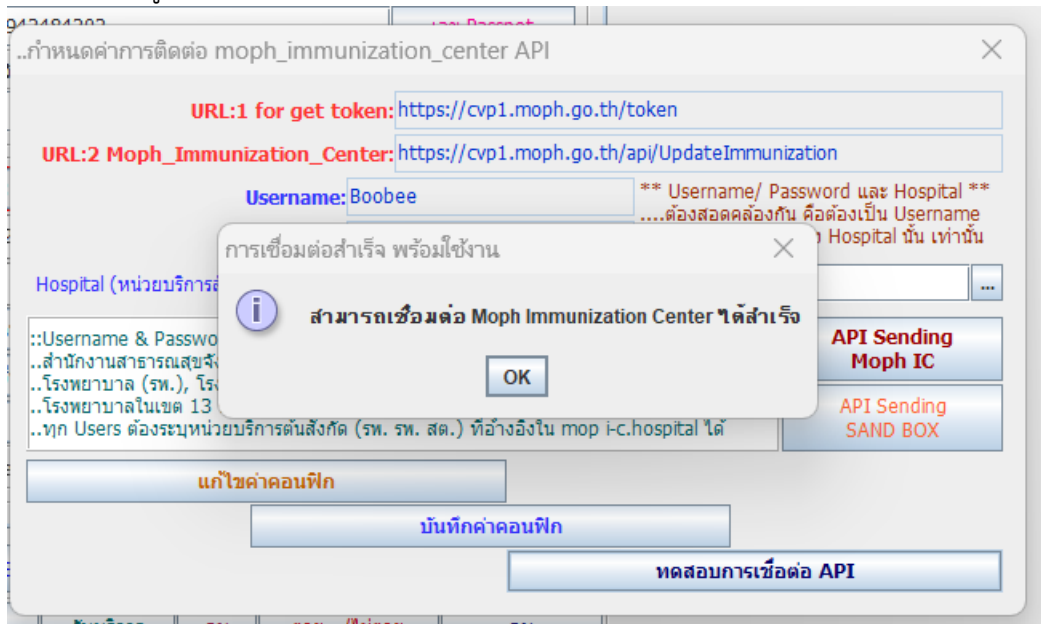 ..กำหนดค่าการติดต่อ moph_immunization_center API
URL:1 for get token: https://cvp1.moph.go.th/token
URL:2 Moph_Immunization_Center: https://cvp1.moph.go.th/api/UpdateImmunization
Username: Boobee
** Username/ Password และ Hospital **
....ต้องสอดคล้องกัน คือต้องเป็น Username
Hospital นั้น เท่านั้น
การเชื่อมต่อสำเร็จ พร้อมใช้งาน
Hospital (หน่วยบริการ
...
สามารถเชื่อมต่อ Moph Immunization Center ได้สำเร็จ
OK
::Username & Passwo
..สำนักงานสาธารณสุขจั
..โรงพยาบาล (รพ.), โร
..โรงพยาบาลในเขต 13
..ทุก Users ต้องระบุหน่วยบริการต้นสังกัด (รพ. รพ. สต.) ที่อ้างอิงใน mop i-c.hospital ได้
API Sending
Moph IC
API Sending
SAND BOX
แก้ไขค่าคอนฟิก
บันทึกค่าคอนฟิก
ทดสอบการเชื่อต่อ API